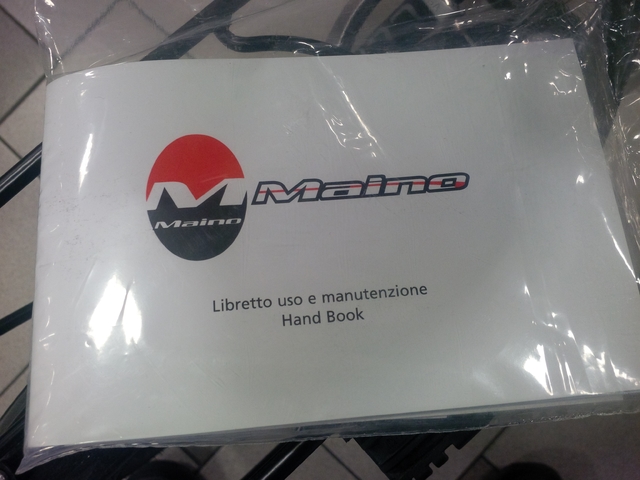 M
Maino
Maino
Libretto uso e manutenzione
Hand Book